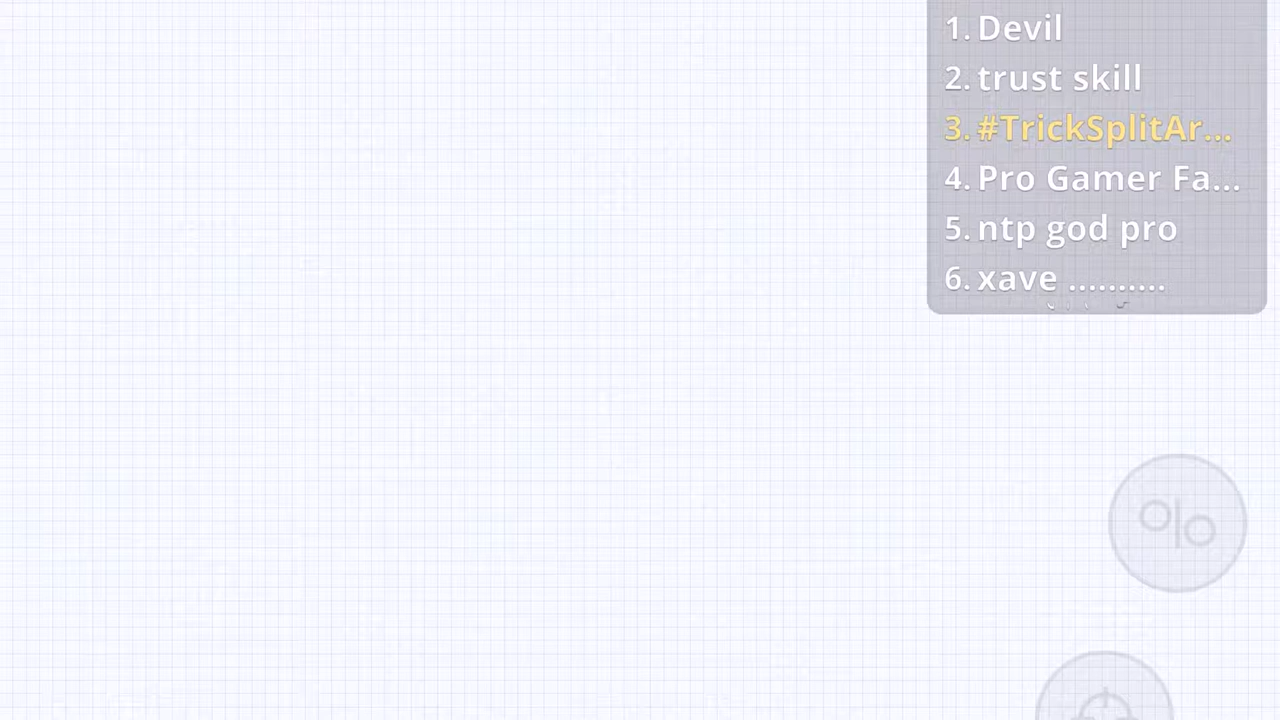 1. Devil
2. trust skill
3. #TrickSplitAr...
4. Pro Gamer Fa...
5. ntp god pro
6. xave ..........